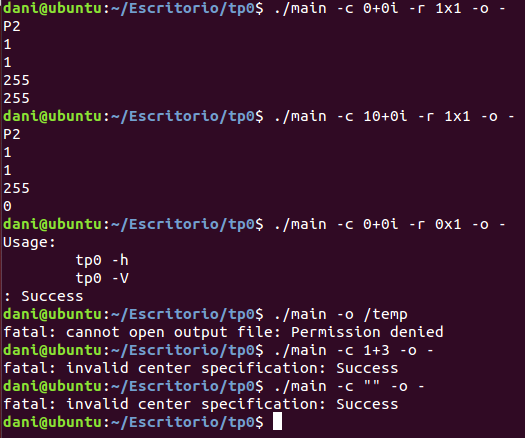 dani@ubuntu:~/Escritorio/tp0$ ./main -c 0+0i -r 1x1 -o -
P2
1
1
255
255
dani@ubuntu:~/Escritorio/tp0$ ./main -c 10+0i -r 1x1 -o -
P2
1
1
255
0
dani@ubuntu:~/Escritorio/tp0$ ./main -c 0+0i -r 0x1 -o -
Usage:
        tp0 -h
        tp0 -V
: Success
dani@ubuntu:~/Escritorio/tp0$ ./main -o /temp
fatal: cannot open output file: Permission denied
dani@ubuntu:~/Escritorio/tp0$ ./main -c 1+3 -o -
fatal: invalid center specification: Success
dani@ubuntu:~/Escritorio/tp0$ ./main -c "" -o -
fatal: invalid center specification: Success
dani@ubuntu:~/Escritorio/tp0$